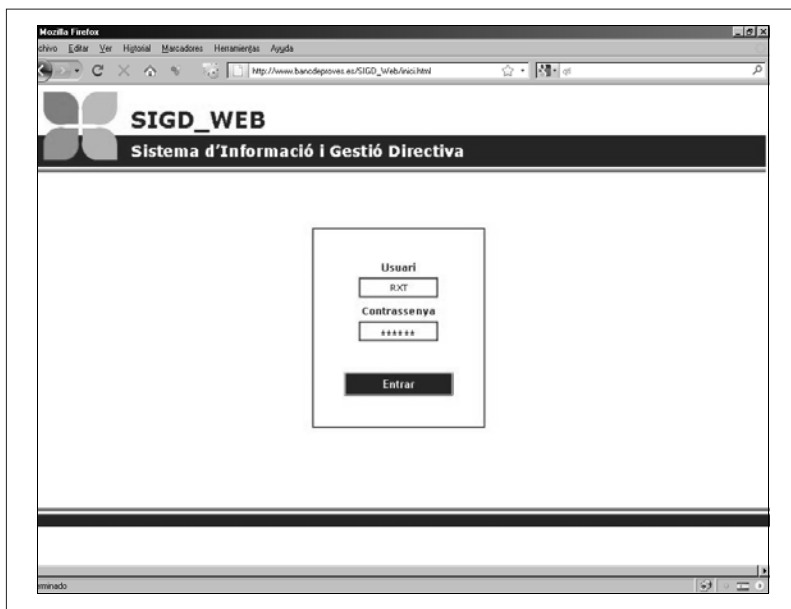 Mozilla Firefox
chivo Editar Ver Historial Marcadores Herramientas Ayuda
http://www.bancdeproves.es/SIGD_Web/inici.html
SIGD_WEB
Sistema d'Informació i Gestió Directiva
Usuari
RXT
Contrassenya
******
Entrar
erminado